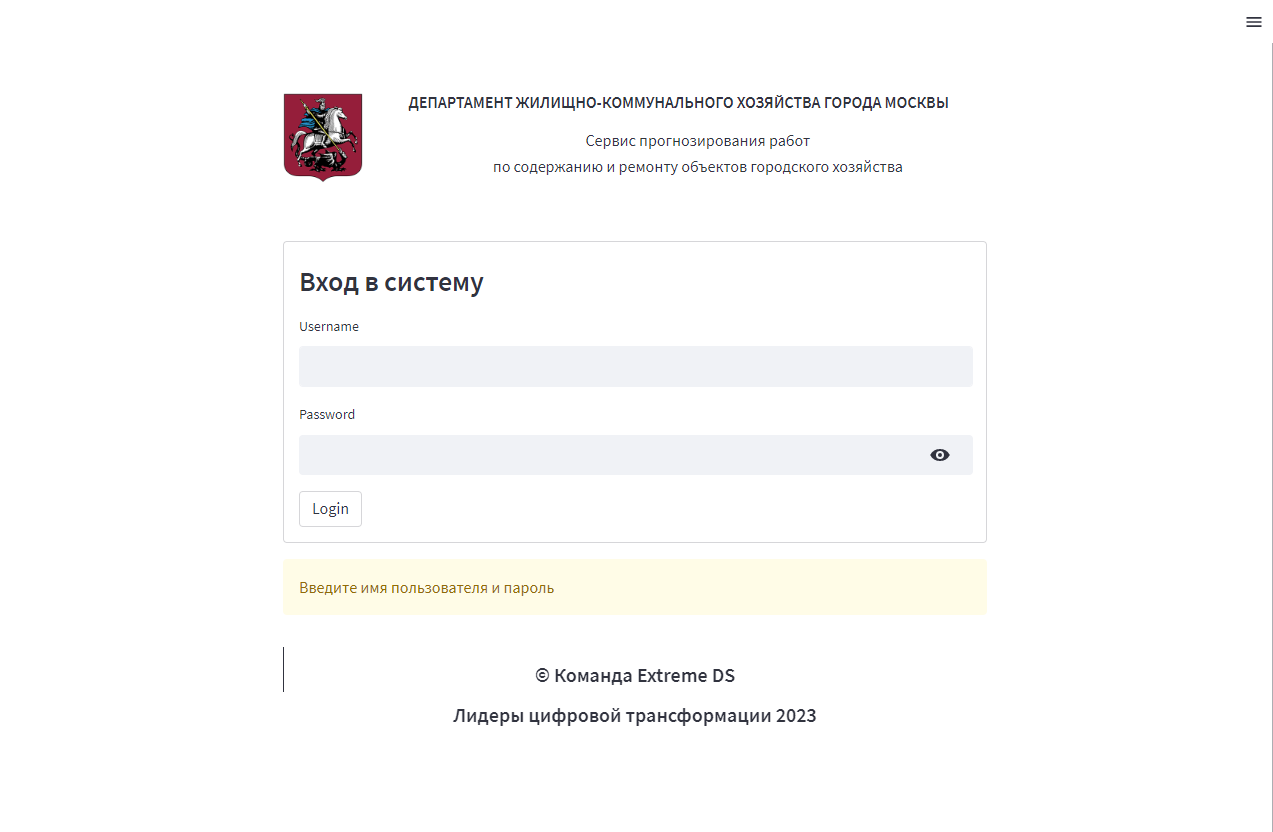 ДЕПАРТАМЕНТ ЖИЛИЩНО-КОММУНАЛЬНОГО ХОЗЯЙСТВА ГОРОДА МОСКВЫ
Сервис прогнозирования работ
по содержанию и ремонту объектов городского хозяйства
Вход в систему
Username
Password
Login
Введите имя пользователя и пароль
© Команда Extreme DS
Лидеры цифровой трансформации 2023